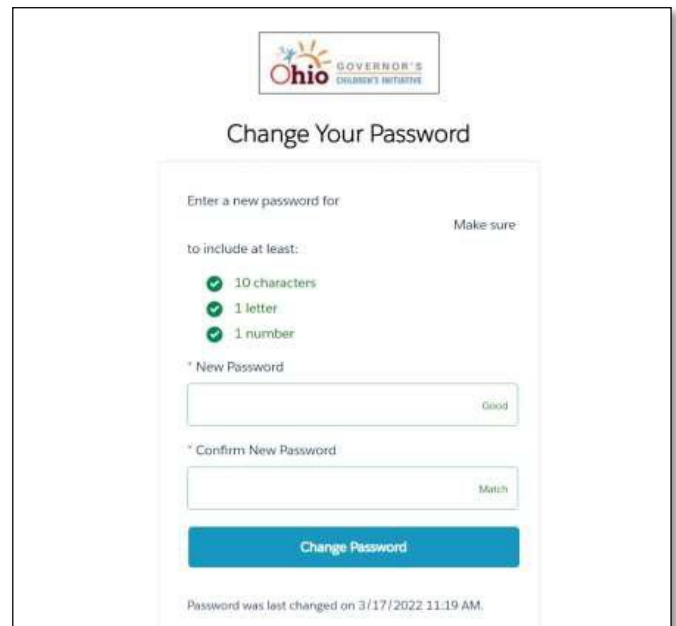 Ohio GOVERNOR'S
CHILDREN'S INITIATIVE
Change Your Password
Enter a new password for
Make sure
to include at least:
10 characters
1 letter
1 number
* New Password
Good
* Confirm New Password
Match
Change Password
Password was last changed on 3/17/2022 11:19 AM.